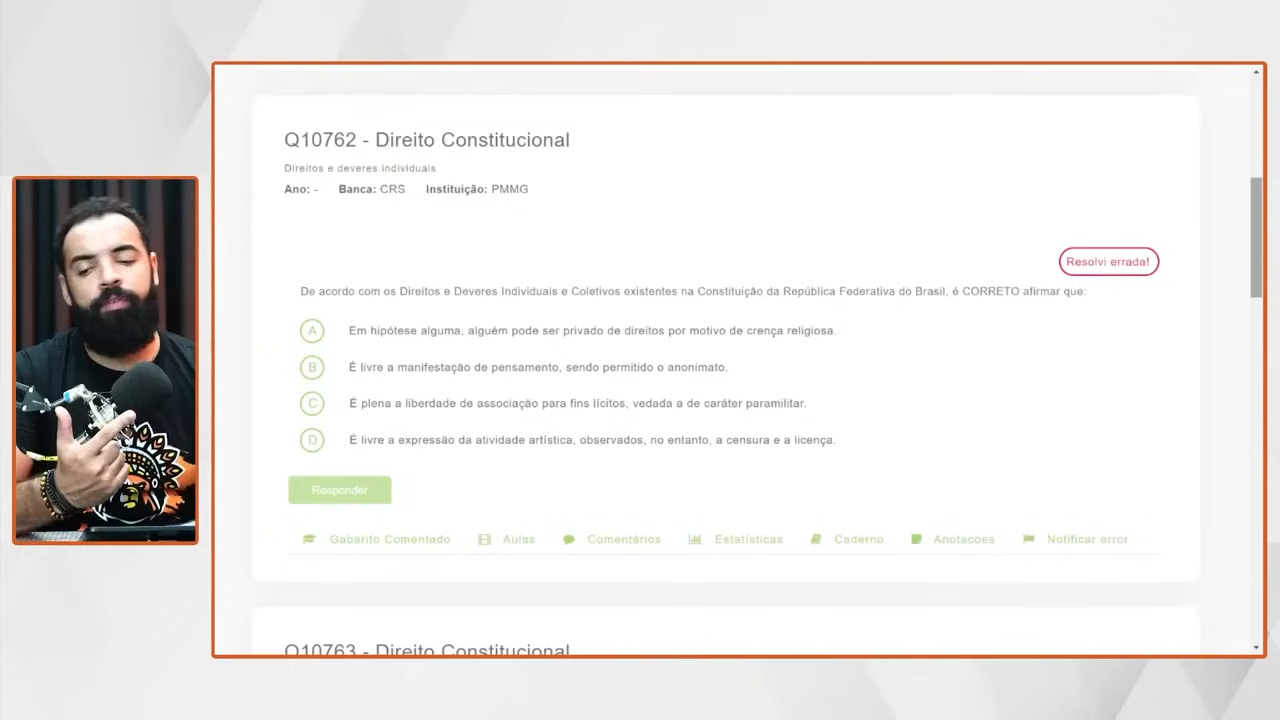 Q10762 - Direito Constitucional
Direitos e deveres individuais
Ano: - Banca: CRS Instituição: PMMG
Resolvi errada!
De acordo com os Direitos e Deveres Individuais e Coletivos existentes na Constituição da República Federativa do Brasil, é CORRETO afirmar que:
A Em hipótese alguma, alguém pode ser privado de direitos por motivo de crença religiosa.
B É livre a manifestação de pensamento, sendo permitido o anonimato.
C É plena a liberdade de associação para fins lícitos, vedada a de caráter paramilitar.
D É livre a expressão da atividade artística, observados, no entanto, a censura e a licença.
Responder
Gabarito Comentado Aulas Comentários Estatísticas Caderno Anotacoes Notificar error
Q10763 - Direito Constitucional